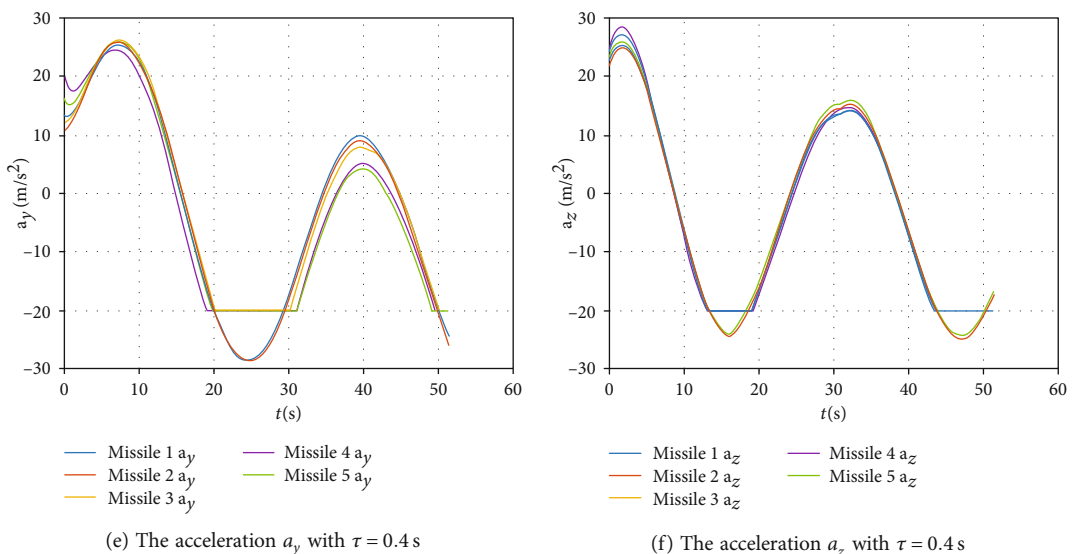 30
20
10
0
−10
−20
−30
a_y (m/s²)
0 10 20 30 40 50 60
t(s)
Missile 1 a_y
Missile 2 a_y
Missile 3 a_y
Missile 4 a_y
Missile 5 a_y
(e) The acceleration a_y with τ = 0.4 s
30
20
10
0
−10
−20
−30
a_z (m/s²)
0 10 20 30 40 50 60
t(s)
Missile 1 a_z
Missile 2 a_z
Missile 3 a_z
Missile 4 a_z
Missile 5 a_z
(f) The acceleration a_z with τ = 0.4 s